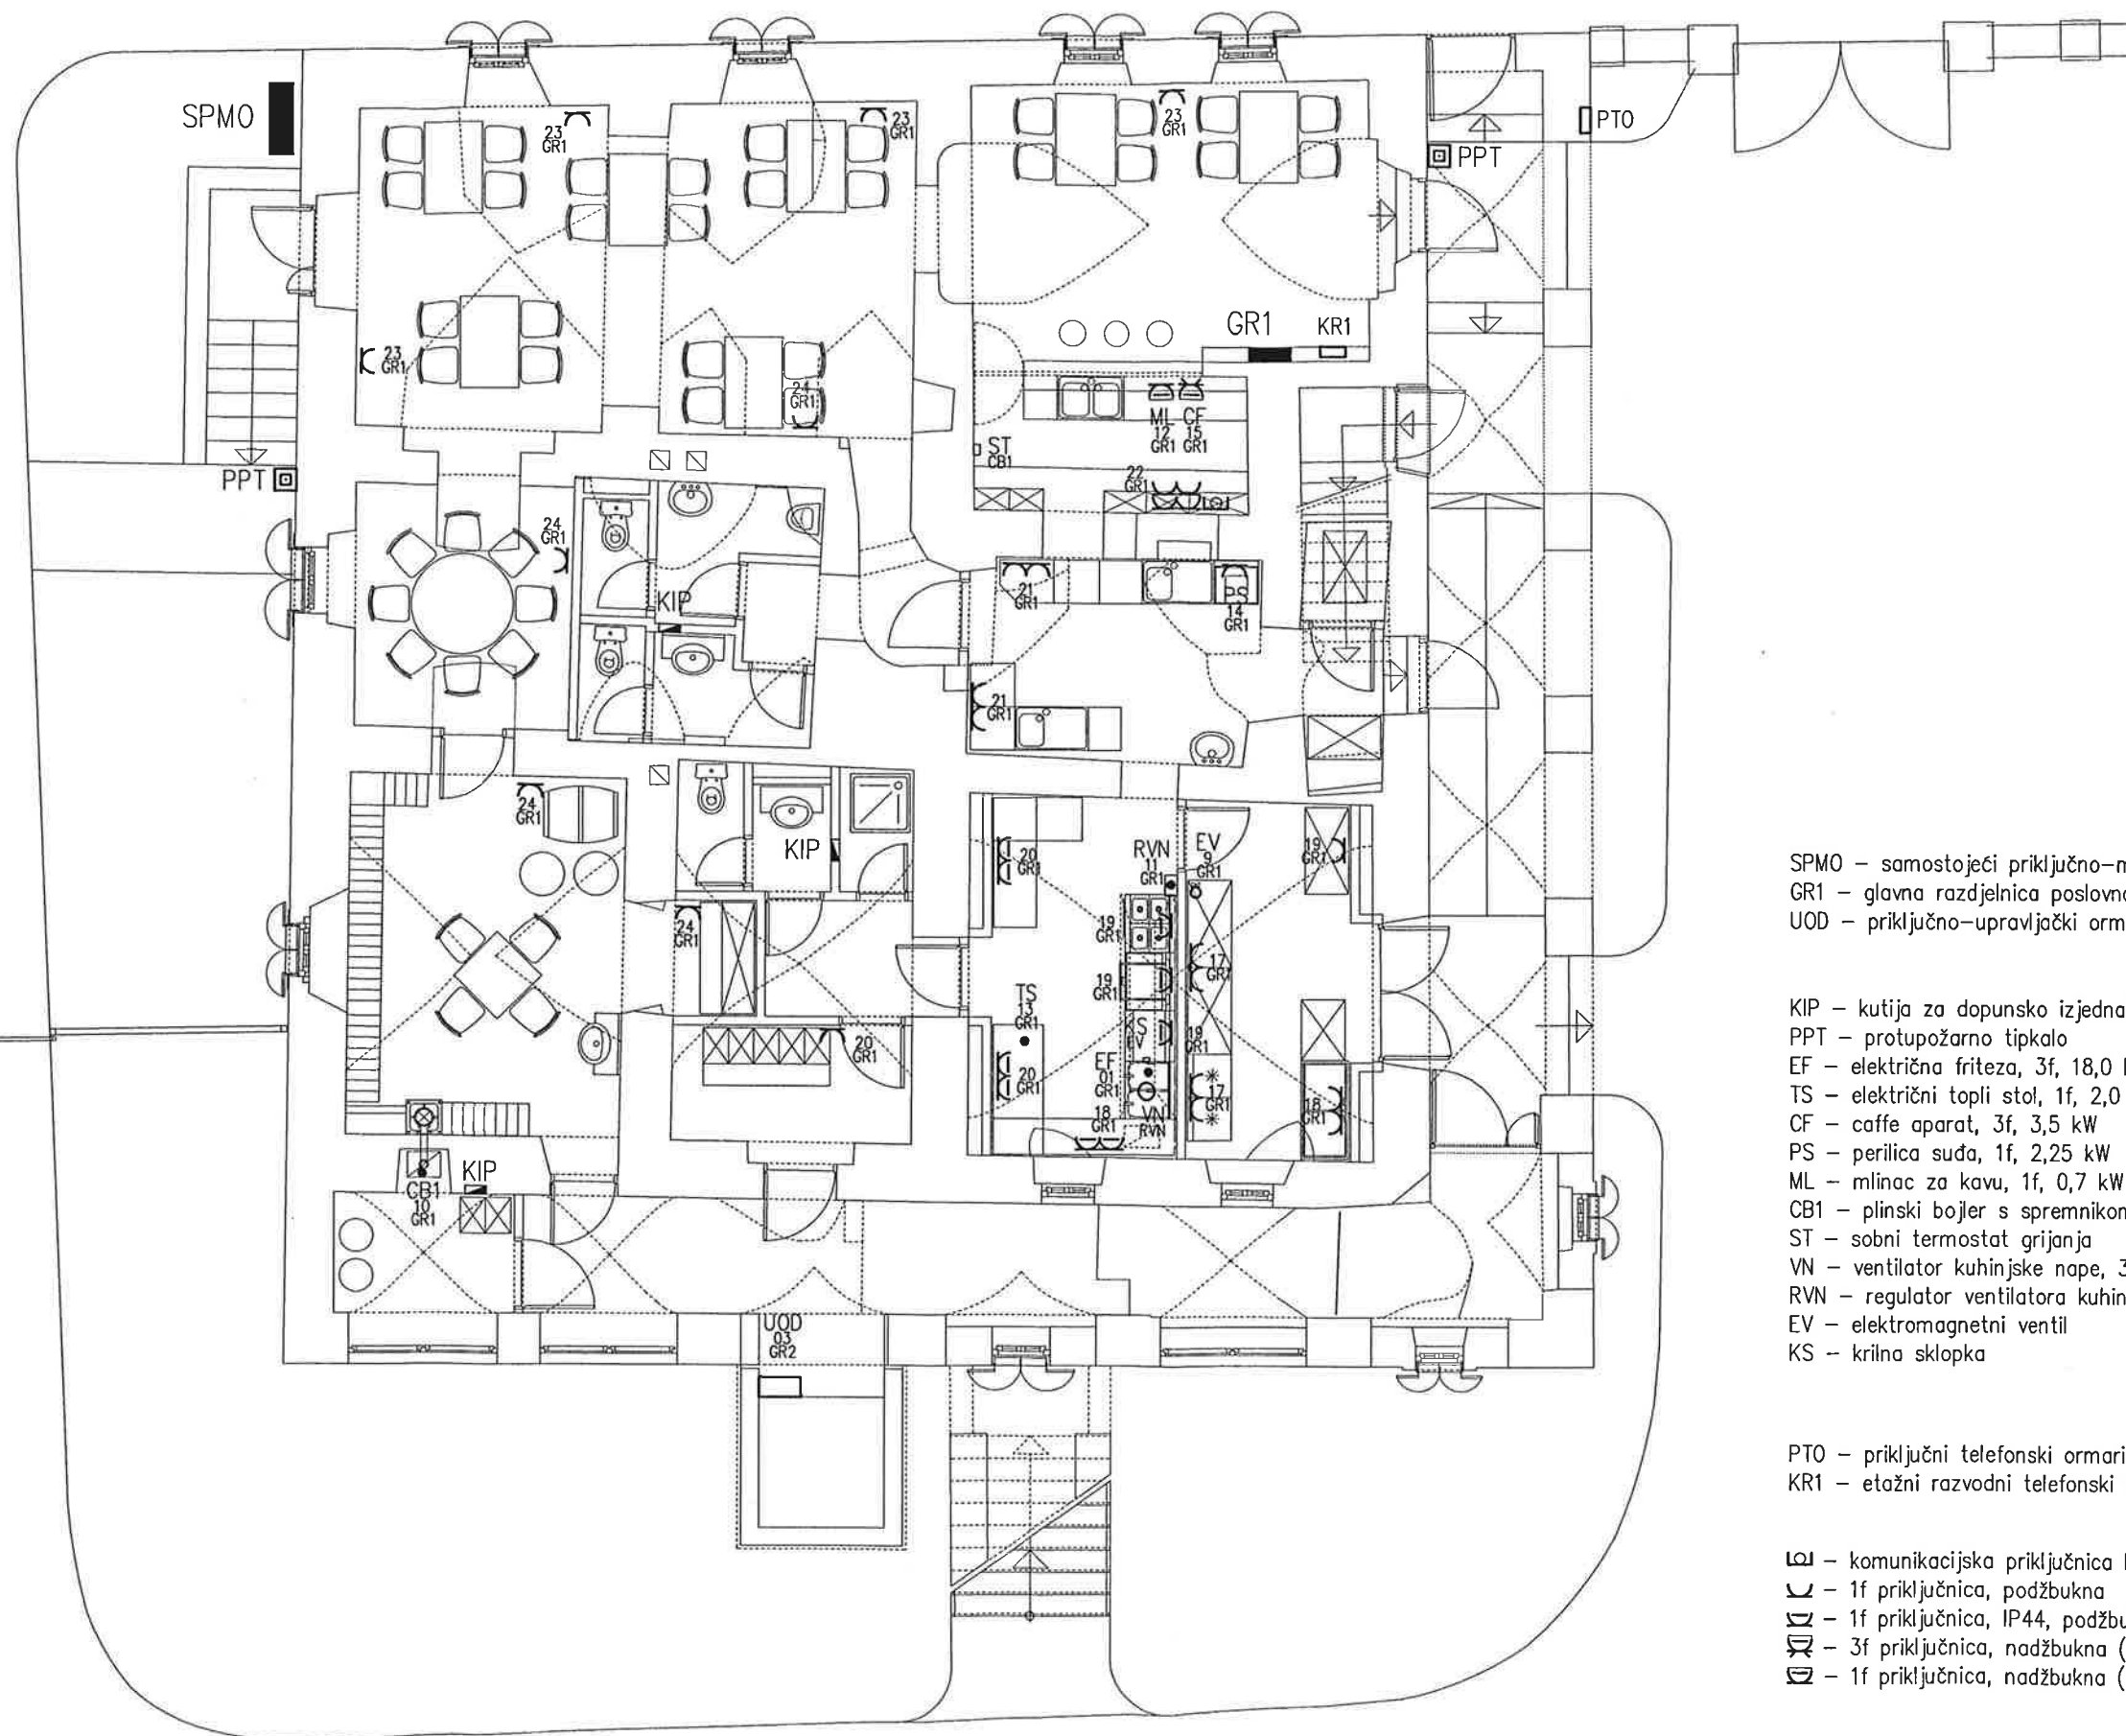 SPMO
23
GR1
23
GR1
23
GR1
PTO
PPT
23
GR1
24
GR1
GR1
KR1
ML
12
GR1
CF
15
GR1
ST
CB1
22
GR1
PPT
24
GR1
KIP
21
GR1
PS
14
GR1
21
GR1
24
GR1
KIP
20
GR1
RVN
11
GR1
EV
9
GR1
19
GR1
24
GR1
19
GR1
17
GR1
19
GR1
TS
13
GR1
KS
EV
19
GR1
20
GR1
20
GR1
EF
01
GR1
17
GR1
18
GR1
18
GR1
VN
RVN
CB1
10
GR1
KIP
UOD
03
GR2
SPMO – samostojeći priključno-m
GR1 – glavna razdjelnica poslovno
UOD – priključno-upravljački orm
KIP – kutija za dopunsko izjedna
PPT – protupožarno tipkalo
EF – električna friteza, 3f, 18,0
TS – električni topli stol, 1f, 2,0
CF – caffe aparat, 3f, 3,5 kW
PS – perilica suđa, 1f, 2,25 kW
ML – mlinac za kavu, 1f, 0,7 kW
CB1 – plinski bojler s spremnikom
ST – sobni termostat grijanja
VN – ventilator kuhinjske nape, 3
RVN – regulator ventilatora kuhin
EV – elektromagnetni ventil
KS – krilna sklopka
PTO – priključni telefonski ormari
KR1 – etažni razvodni telefonski
– komunikacijska priključnica
– 1f priključnica, podžbukna
– 1f priključnica, IP44, podžbu
– 3f priključnica, nadžbukna (
– 1f priključnica, nadžbukna (